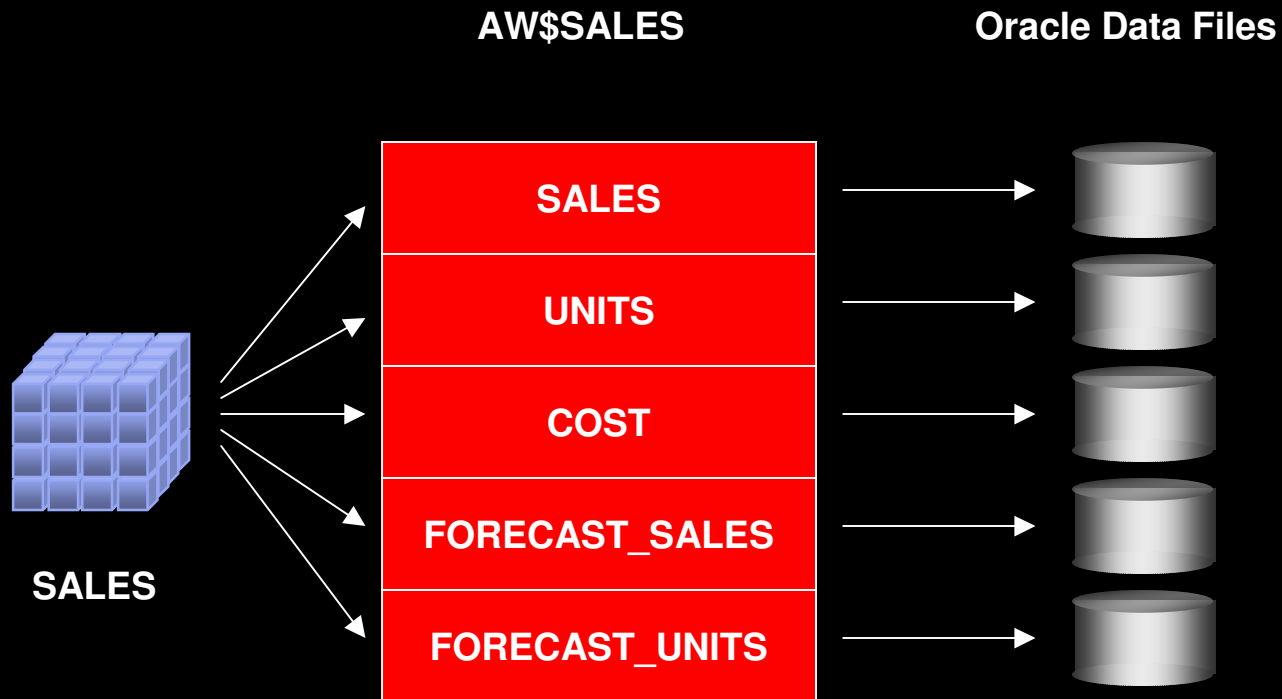 AW$SALES
Oracle Data Files
SALES
UNITS
COST
FORECAST_SALES
FORECAST_UNITS
SALES